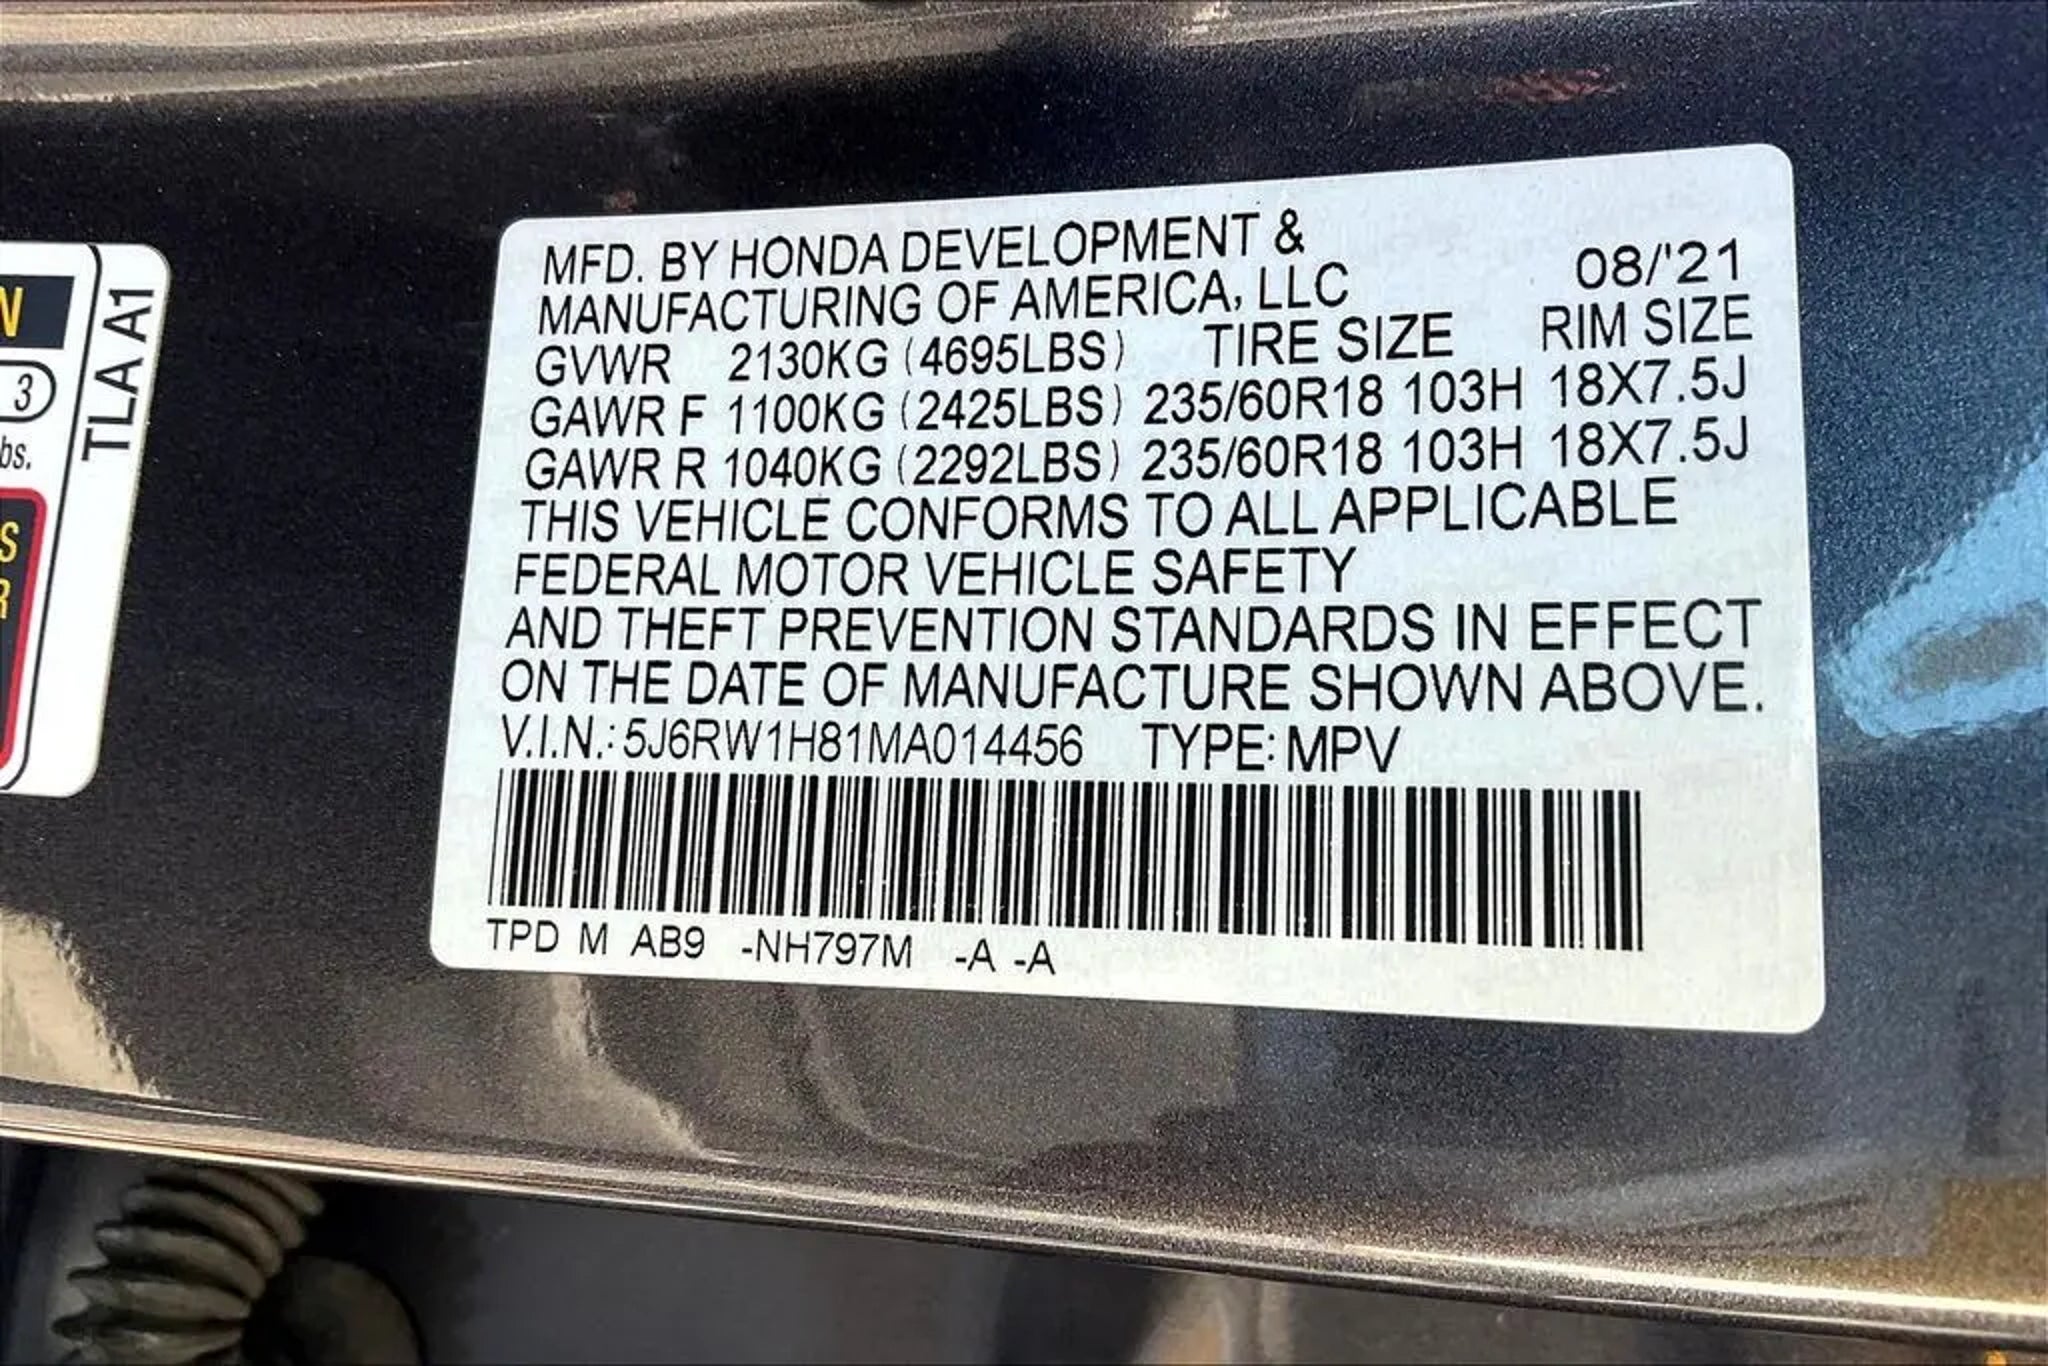 N
3
bs.
S
R
TLA A1
MFD. BY HONDA DEVELOPMENT &
MANUFACTURING OF AMERICA, LLC 08/'21
GVWR 2130KG (4695LBS) TIRE SIZE RIM SIZE
GAWR F 1100KG (2425LBS) 235/60R18 103H 18X7.5J
GAWR R 1040KG (2292LBS) 235/60R18 103H 18X7.5J
THIS VEHICLE CONFORMS TO ALL APPLICABLE
FEDERAL MOTOR VEHICLE SAFETY
AND THEFT PREVENTION STANDARDS IN EFFECT
ON THE DATE OF MANUFACTURE SHOWN ABOVE.
V.I.N.: 5J6RW1H81MA014456 TYPE: MPV
TPD M AB9 -NH797M -A -A